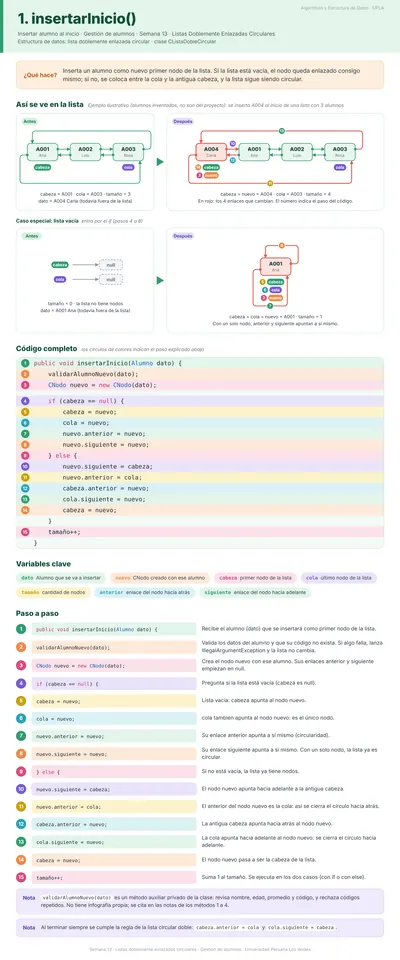 Algoritmo y Estructura de Datos · UPLA
1. insertarInicio()
Insertar alumno al inicio · Gestión de alumnos · Semana 13 · Listas Doblemente Enlazadas Circulares
Estructura de datos: lista doblemente enlazada circular · clase CListaDobleCircular
¿Qué hace?
Inserta un alumno como nuevo primer nodo de la lista. Si la lista está vacía, el nodo queda enlazado consigo
mismo; si no, se coloca entre la cola y la antigua cabeza, y la lista sigue siendo circular.
Así se ve en la lista
Ejemplo ilustrativo (alumnos inventados, no son del proyecto): se inserta A004 al inicio de una lista con 3 alumnos
Antes
A001
Ana
A002
Luis
A003
Rosa
cabeza
cola
cabeza = A001 · cola = A003 · tamaño = 3
dato = A004 Carla (todavía fuera de la lista)
Después
13
A004
Carla
10
12
A001
Ana
A002
Luis
A003
Rosa
14 cabeza
3 nuevo
cola
11
cabeza = nuevo = A004 · cola = A003 · tamaño = 4
En rojo: los 4 enlaces que cambian. El número indica el paso del código.
Caso especial: lista vacía
entra por el if (pasos 4 a 8)
Antes
cabeza
null
cola
null
tamaño = 0 · la lista no tiene nodos
dato = A001 Ana (todavía fuera de la lista)
Después
8
A001
Ana
5 cabeza
6 cola
3 nuevo
7
cabeza = cola = nuevo = A001 · tamaño = 1
Con un solo nodo, anterior y siguiente apuntan a sí mismo.
Código completo
(los círculos de colores indican el paso explicado abajo)
1 public void insertarInicio(Alumno dato) {
2 validarAlumnoNuevo(dato);
3 CNodo nuevo = new CNodo(dato);
4 if (cabeza == null) {
5 cabeza = nuevo;
6 cola = nuevo;
7 nuevo.anterior = nuevo;
8 nuevo.siguiente = nuevo;
9 } else {
10 nuevo.siguiente = cabeza;
11 nuevo.anterior = cola;
12 cabeza.anterior = nuevo;
13 cola.siguiente = nuevo;
14 cabeza = nuevo;
}
15 tamaño++;
}
Variables clave
dato Alumno que se va a insertar
nuevo CNodo creado con ese alumno
cabeza primer nodo de la lista
cola último nodo de la lista
tamaño cantidad de nodos
anterior enlace del nodo hacia atrás
siguiente enlace del nodo hacia adelante
Paso a paso
1 public void insertarInicio(Alumno dato) {
Recibe el alumno (dato) que se insertará como primer nodo de la lista.
2 validarAlumnoNuevo(dato);
Valida los datos del alumno y que su código no exista. Si algo falla, lanza
IllegalArgumentException y la lista no cambia.
3 CNodo nuevo = new CNodo(dato);
Crea el nodo nuevo con ese alumno. Sus enlaces anterior y siguiente
empiezan en null.
4 if (cabeza == null) {
Pregunta si la lista está vacía (cabeza es null).
5 cabeza = nuevo;
Lista vacía: cabeza apunta al nodo nuevo.
6 cola = nuevo;
cola también apunta al nodo nuevo: es el único nodo.
7 nuevo.anterior = nuevo;
Su enlace anterior apunta a sí mismo (circularidad).
8 nuevo.siguiente = nuevo;
Su enlace siguiente apunta a sí mismo. Con un solo nodo, la lista ya es
circular.
9 } else {
Si no está vacía, la lista ya tiene nodos.
10 nuevo.siguiente = cabeza;
El nodo nuevo apunta hacia adelante a la antigua cabeza.
11 nuevo.anterior = cola;
El anterior del nodo nuevo es la cola: así se cierra el círculo hacia atrás.
12 cabeza.anterior = nuevo;
La antigua cabeza apunta hacia atrás al nodo nuevo.
13 cola.siguiente = nuevo;
La cola apunta hacia adelante al nodo nuevo: se cierra el círculo hacia
adelante.
14 cabeza = nuevo;
El nodo nuevo pasa a ser la cabeza de la lista.
15 tamaño++;
Suma 1 al tamaño. Se ejecuta en los dos casos (con if o con else).
Nota
validarAlumnoNuevo(dato) es un método auxiliar privado de la clase: revisa nombre, edad, promedio y código, y rechaza códigos
repetidos. No tiene infografía propia; se cita en las notas de los métodos 1 a 4.
Nota
Al terminar siempre se cumple la regla de la lista circular doble: cabeza.anterior = cola y cola.siguiente = cabeza.
Semana 13 · Listas doblemente enlazadas circulares · Gestión de alumnos · Universidad Peruana Los Andes